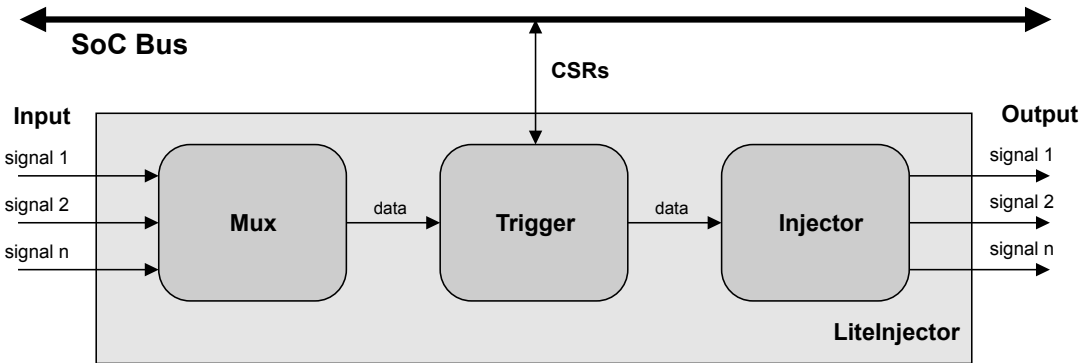 SoC Bus
CSRs
Input
Output
signal 1
signal 1
signal 2
data
data
signal 2
Mux
Trigger
Injector
signal n
signal n
LiteInjector